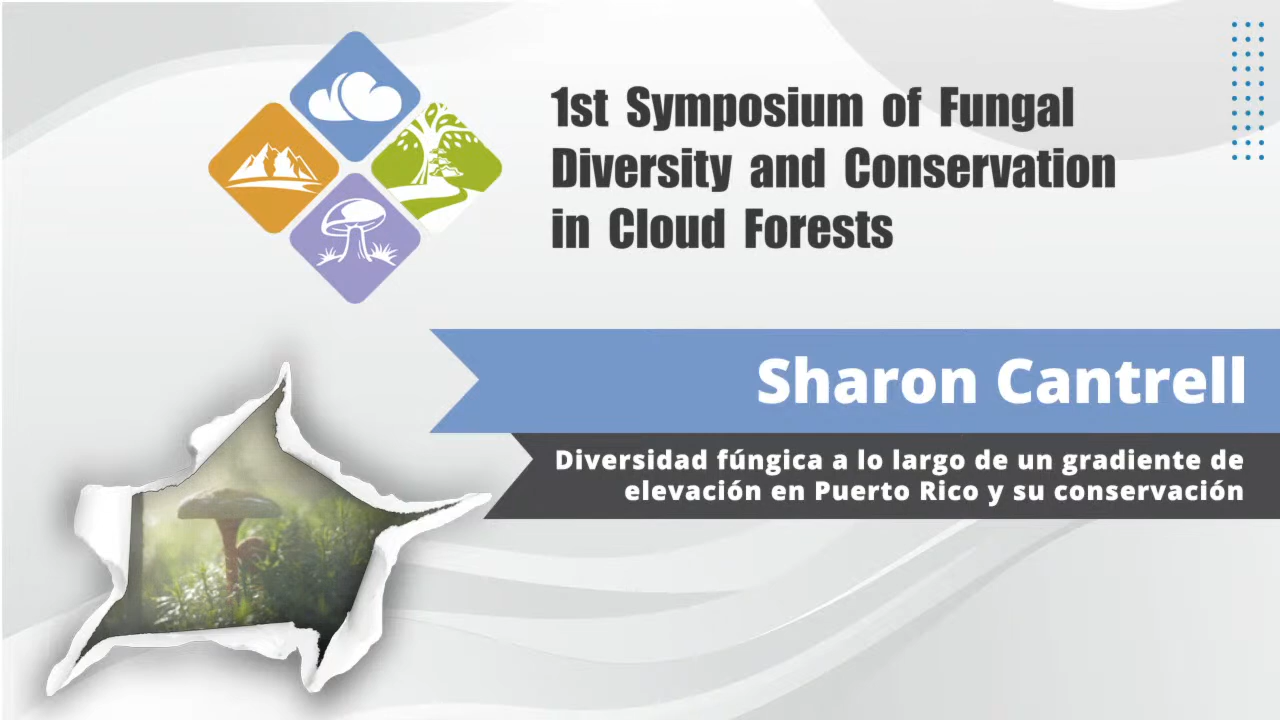 1st Symposium of Fungal
Diversity and Conservation
in Cloud Forests
Sharon Cantrell
Diversidad fúngica a lo largo de un gradiente de
elevación en Puerto Rico y su conservación